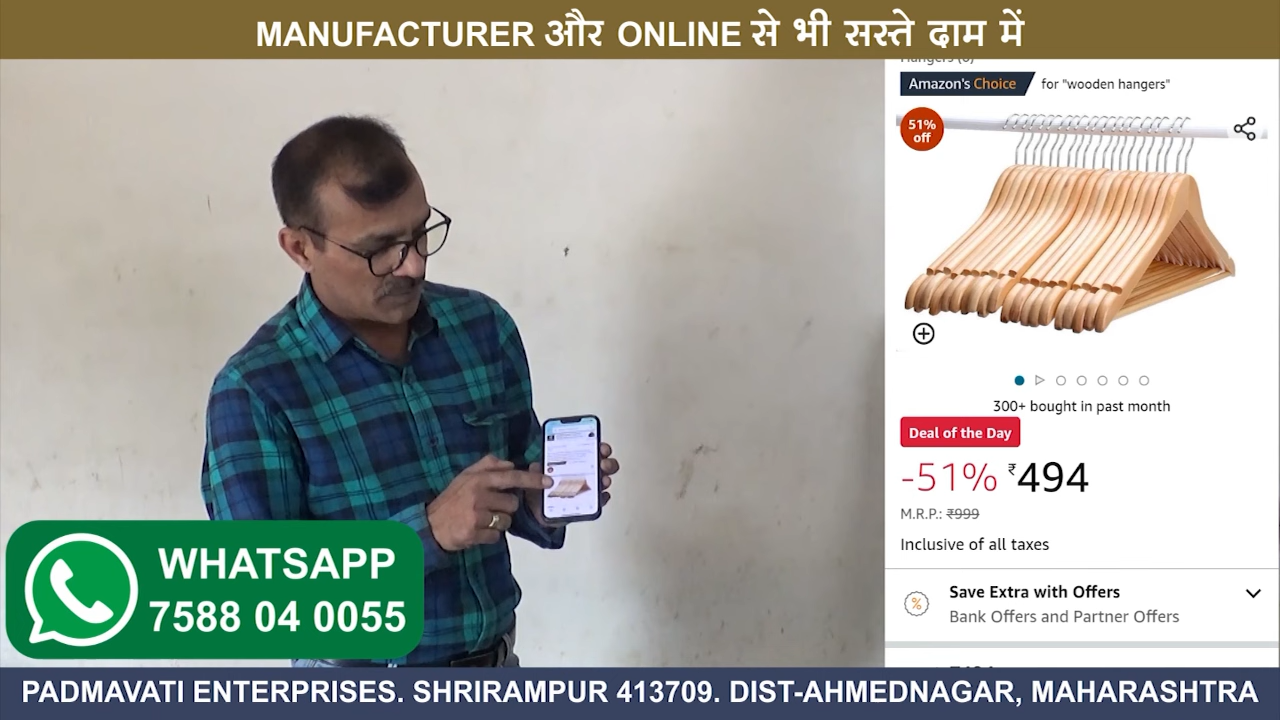 MANUFACTURER और ONLINE से भी सस्ते दाम में
Hangers (6)
Amazon's Choice for "wooden hangers"
51%
off
300+ bought in past month
Deal of the Day
-51% ₹494
M.R.P.: ₹999
Inclusive of all taxes
Save Extra with Offers
Bank Offers and Partner Offers
WHATSAPP
7588 04 0055
PADMAVATI ENTERPRISES. SHRIRAMPUR 413709. DIST-AHMEDNAGAR, MAHARASHTRA